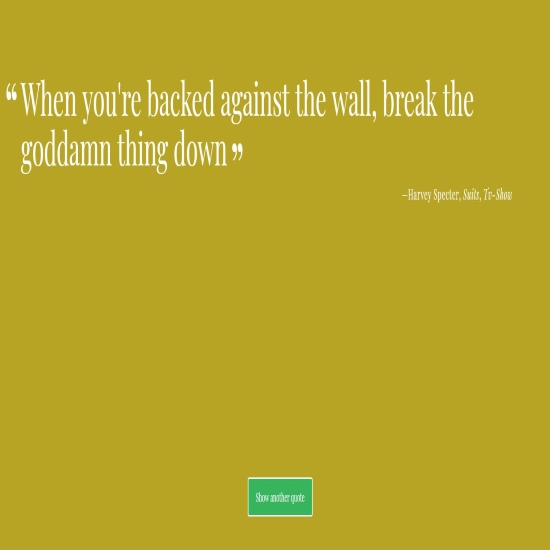 “When you're backed against the wall, break the
goddamn thing down”
–Harvey Specter, Suits, Tv-Show
Show another quote